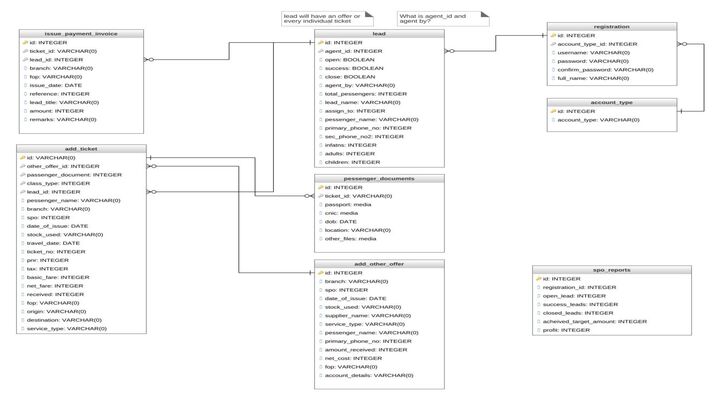 lead will have an offer or
every individual ticket
What is agent_id and
agent by?
issue_payment_invoice
id: INTEGER
ticket_id: VARCHAR(0)
lead_id: INTEGER
branch: VARCHAR(0)
fop: VARCHAR(0)
issue_date: DATE
reference: INTEGER
lead_title: VARCHAR(0)
amount: INTEGER
remarks: VARCHAR(0)
lead
id: INTEGER
agent_id: INTEGER
open: BOOLEAN
success: BOOLEAN
close: BOOLEAN
agent_by: VARCHAR(0)
total_pessengers: INTEGER
lead_name: VARCHAR(0)
assign_to: INTEGER
pessenger_name: VARCHAR(0)
primary_phone_no: INTEGER
sec_phone_no2: INTEGER
infatns: INTEGER
adults: INTEGER
children: INTEGER
registration
id: INTEGER
account_type_id: INTEGER
username: VARCHAR(0)
password: VARCHAR(0)
confirm_password: VARCHAR(0)
full_name: VARCHAR(0)
account_type
id: INTEGER
account_type: VARCHAR(0)
add_ticket
id: VARCHAR(0)
other_offer_id: INTEGER
pessenger_document: INTEGER
class_type: INTEGER
lead_id: INTEGER
pessenger_name: VARCHAR(0)
branch: VARCHAR(0)
spo: INTEGER
date_of_issue: DATE
stock_used: VARCHAR(0)
travel_date: DATE
ticket_no: INTEGER
pnr: INTEGER
tax: INTEGER
basic_fare: INTEGER
net_fare: INTEGER
received: INTEGER
fop: VARCHAR(0)
origin: VARCHAR(0)
destination: VARCHAR(0)
service_type: VARCHAR(0)
pessenger_documents
id: INTEGER
ticket_id: VARCHAR(0)
passport: media
cnic: media
dob: DATE
location: VARCHAR(0)
other_files: media
add_other_offer
id: INTEGER
branch: VARCHAR(0)
spo: INTEGER
date_of_issue: DATE
stock_used: VARCHAR(0)
supplier_name: VARCHAR(0)
service_type: VARCHAR(0)
pessenger_name: VARCHAR(0)
primary_phone_no: INTEGER
amount_received: INTEGER
net_cost: INTEGER
fop: VARCHAR(0)
account_details: VARCHAR(0)
spo_reports
id: INTEGER
registration_id: INTEGER
open_lead: INTEGER
success_leads: INTEGER
closed_leads: INTEGER
acheived_target_amount: INTEGER
profit: INTEGER